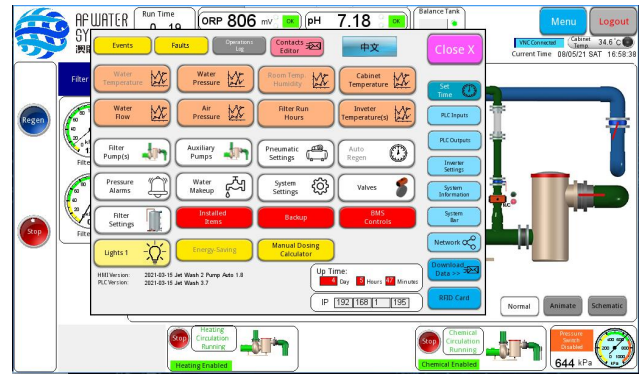 AF WATER
Run Time
ORP 806 mV OK
pH 7.18 OK
Balance Tank
Menu
Logout
VNC Connected
Cabinet Temp 34.6°C
Current Time 08/05/21 SAT 16:58:38
Events
Faults
Operations Log
Contacts Editor
中文
Close X
Water Temperature
Water Pressure
Room Temp. Humidity
Cabinet Temperature
Set Time
Filter
Water Flow
Air Pressure
Filter Run Hours
Inveter Temperature(s)
PLC Inputs
Regen
PLC Outputs
Filter Pump(s)
Auxiliary Pumps
Pneumatic Settings
Auto Regen
Inverter Settings
Pressure Alarms
Water Makeup
System Settings
Valves
System Information
Stop
Filter Settings
Installed Items
Backup
BMS Controls
System Bar
Network
Lights 1
Energy-Saving
Manual Dosing Calculator
Download Data >>
HMI Version: 2021-03-15 Jet Wash 2 Pump Auto 1.8
PLC Version: 2021-03-15 Jet Wash 3.7
Up Time:
4 Day 5 Hours 47 Minutes
IP 192 168 1 195
RFID Card
Normal
Animate
Schematic
Stop
Heating Circulation Running
Heating Enabled
Stop
Chemical Circulation Running
Chemical Enabled
Pressure Switch Disabled
644 kPa